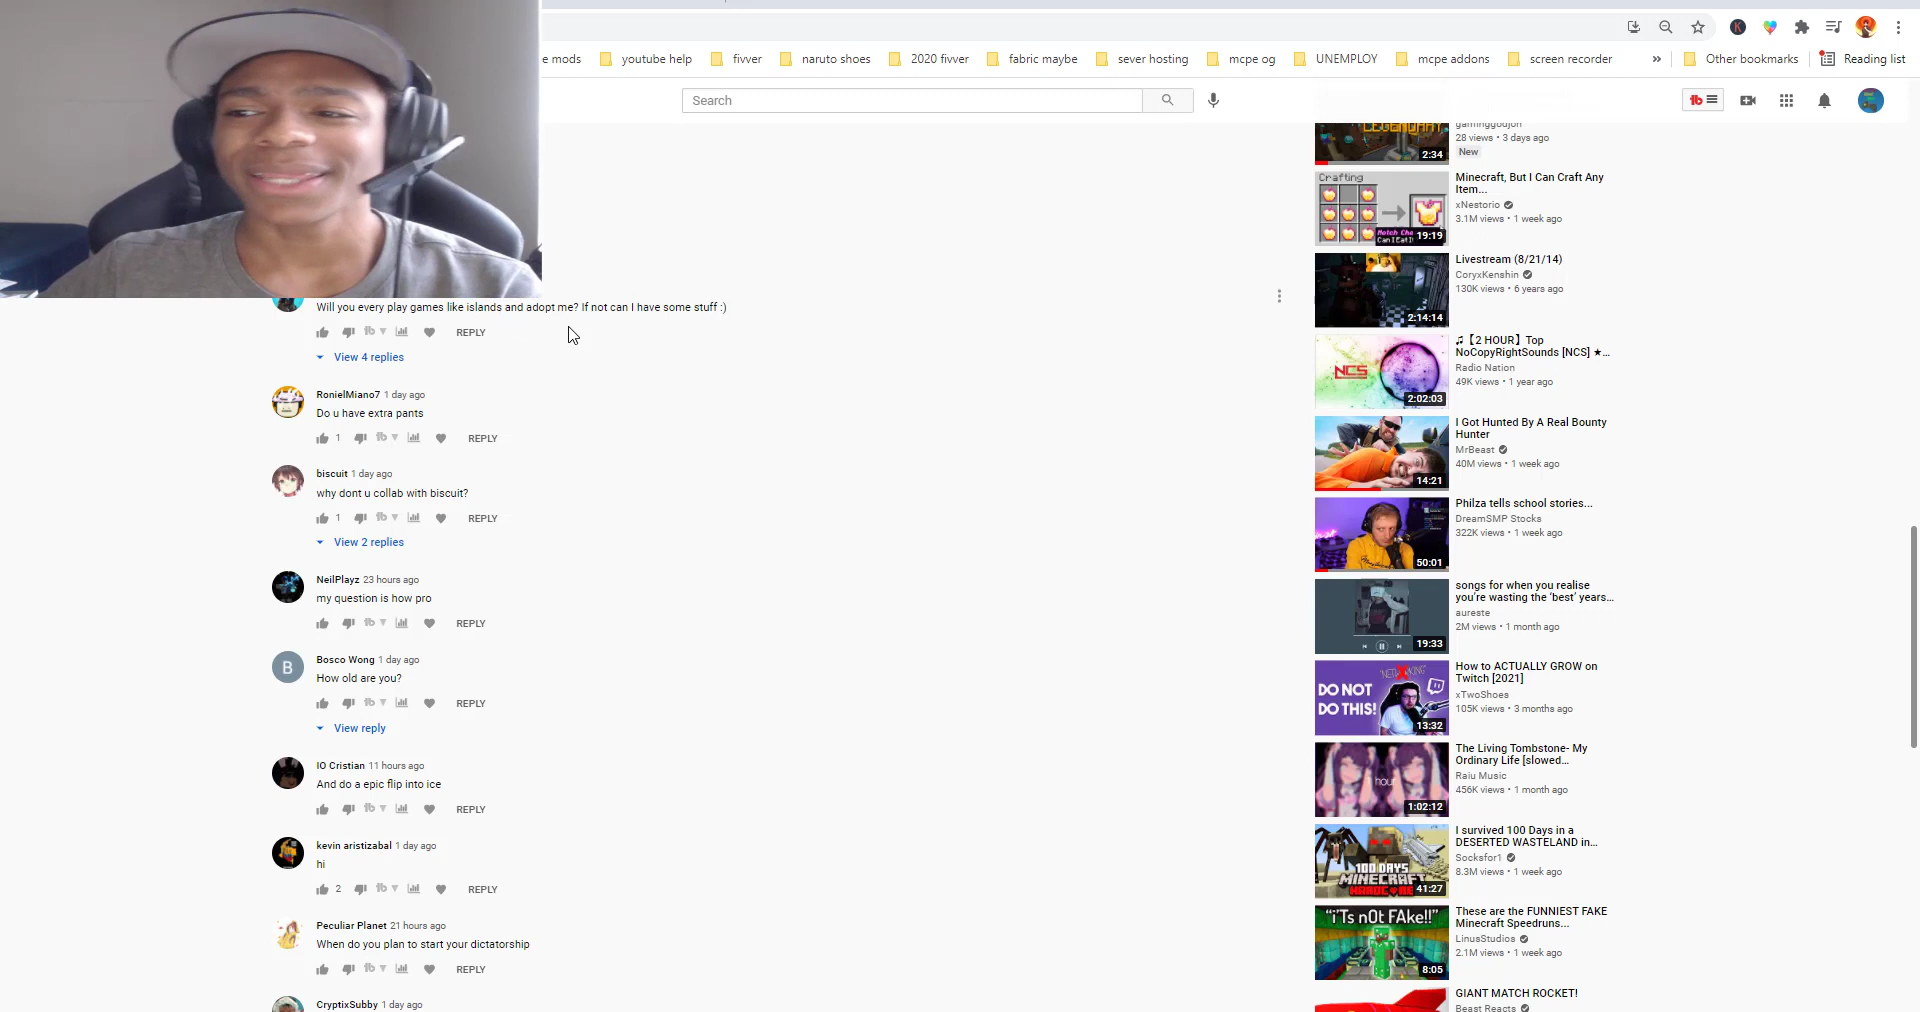 e mods youtube help fivver naruto shoes 2020 fivver fabric maybe sever hosting mcpe og UNEMPLOY mcpe addons screen recorder » Other bookmarks Reading list
Search
Will you every play games like islands and adopt me? If not can I have some stuff :)
REPLY
View 4 replies
RonielMiano7 1 day ago
Do u have extra pants
1 REPLY
biscuit 1 day ago
why dont u collab with biscuit?
1 REPLY
View 2 replies
NeilPlayz 23 hours ago
my question is how pro
REPLY
Bosco Wong 1 day ago
B
How old are you?
REPLY
View reply
IO Cristian 11 hours ago
And do a epic flip into ice
REPLY
kevin aristizabal 1 day ago
hi
2 REPLY
Peculiar Planet 21 hours ago
When do you plan to start your dictatorship
REPLY
CryptixSubby 1 day ago
LEGENDARY
2:34
gaminggodjon
28 views • 3 days ago
New
Crafting
19:19
Minecraft, But I Can Craft Any
Item...
xNestorio
3.1M views • 1 week ago
2:14:14
Livestream (8/21/14)
CoryxKenshin
130K views • 6 years ago
NCS
2:02:03
♫【2 HOUR】Top
NoCopyRightSounds [NCS] ★...
Radio Nation
49K views • 1 year ago
14:21
I Got Hunted By A Real Bounty
Hunter
MrBeast
40M views • 1 week ago
50:01
Philza tells school stories...
DreamSMP Stocks
322K views • 1 week ago
19:33
songs for when you realise
you're wasting the 'best' years...
aureste
2M views • 1 month ago
DO NOT
DO THIS!
13:32
How to ACTUALLY GROW on
Twitch [2021]
xTwoShoes
105K views • 3 months ago
hour
1:02:12
The Living Tombstone- My
Ordinary Life [slowed...
Raiu Music
456K views • 1 month ago
100 DAYS
MINECRAFT
HARDCORE
41:27
I survived 100 Days in a
DESERTED WASTELAND in...
Socksfor1
8.3M views • 1 week ago
"iTs nOt FAke!!"
8:05
These are the FUNNIEST FAKE
Minecraft Speedruns...
LinusStudios
2.1M views • 1 week ago
GIANT MATCH ROCKET!
Beast Reacts